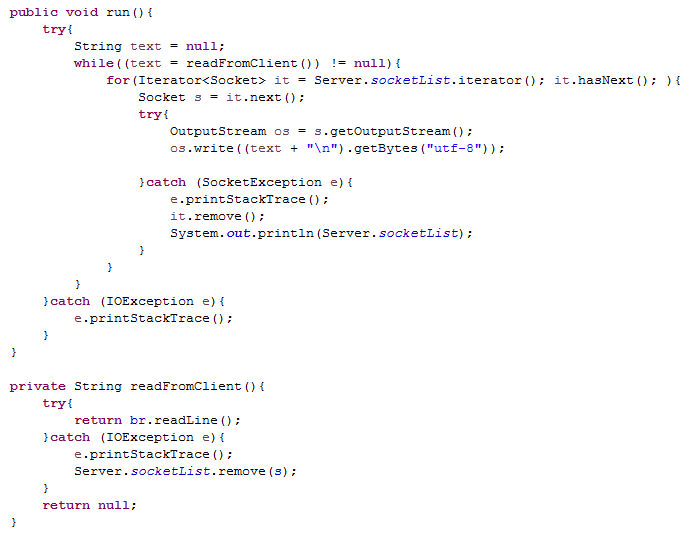 public void run(){
    try{
        String text = null;
        while((text = readFromClient()) != null){
            for(Iterator<Socket> it = Server.socketList.iterator(); it.hasNext(); ){
                Socket s = it.next();
                try{
                    OutputStream os = s.getOutputStream();
                    os.write((text + "\n").getBytes("utf-8"));

                }catch (SocketException e){
                    e.printStackTrace();
                    it.remove();
                    System.out.println(Server.socketList);
                }
            }
        }
    }catch (IOException e){
        e.printStackTrace();
    }
}

private String readFromClient(){
    try{
        return br.readLine();
    }catch (IOException e){
        e.printStackTrace();
        Server.socketList.remove(s);
    }
    return null;
}